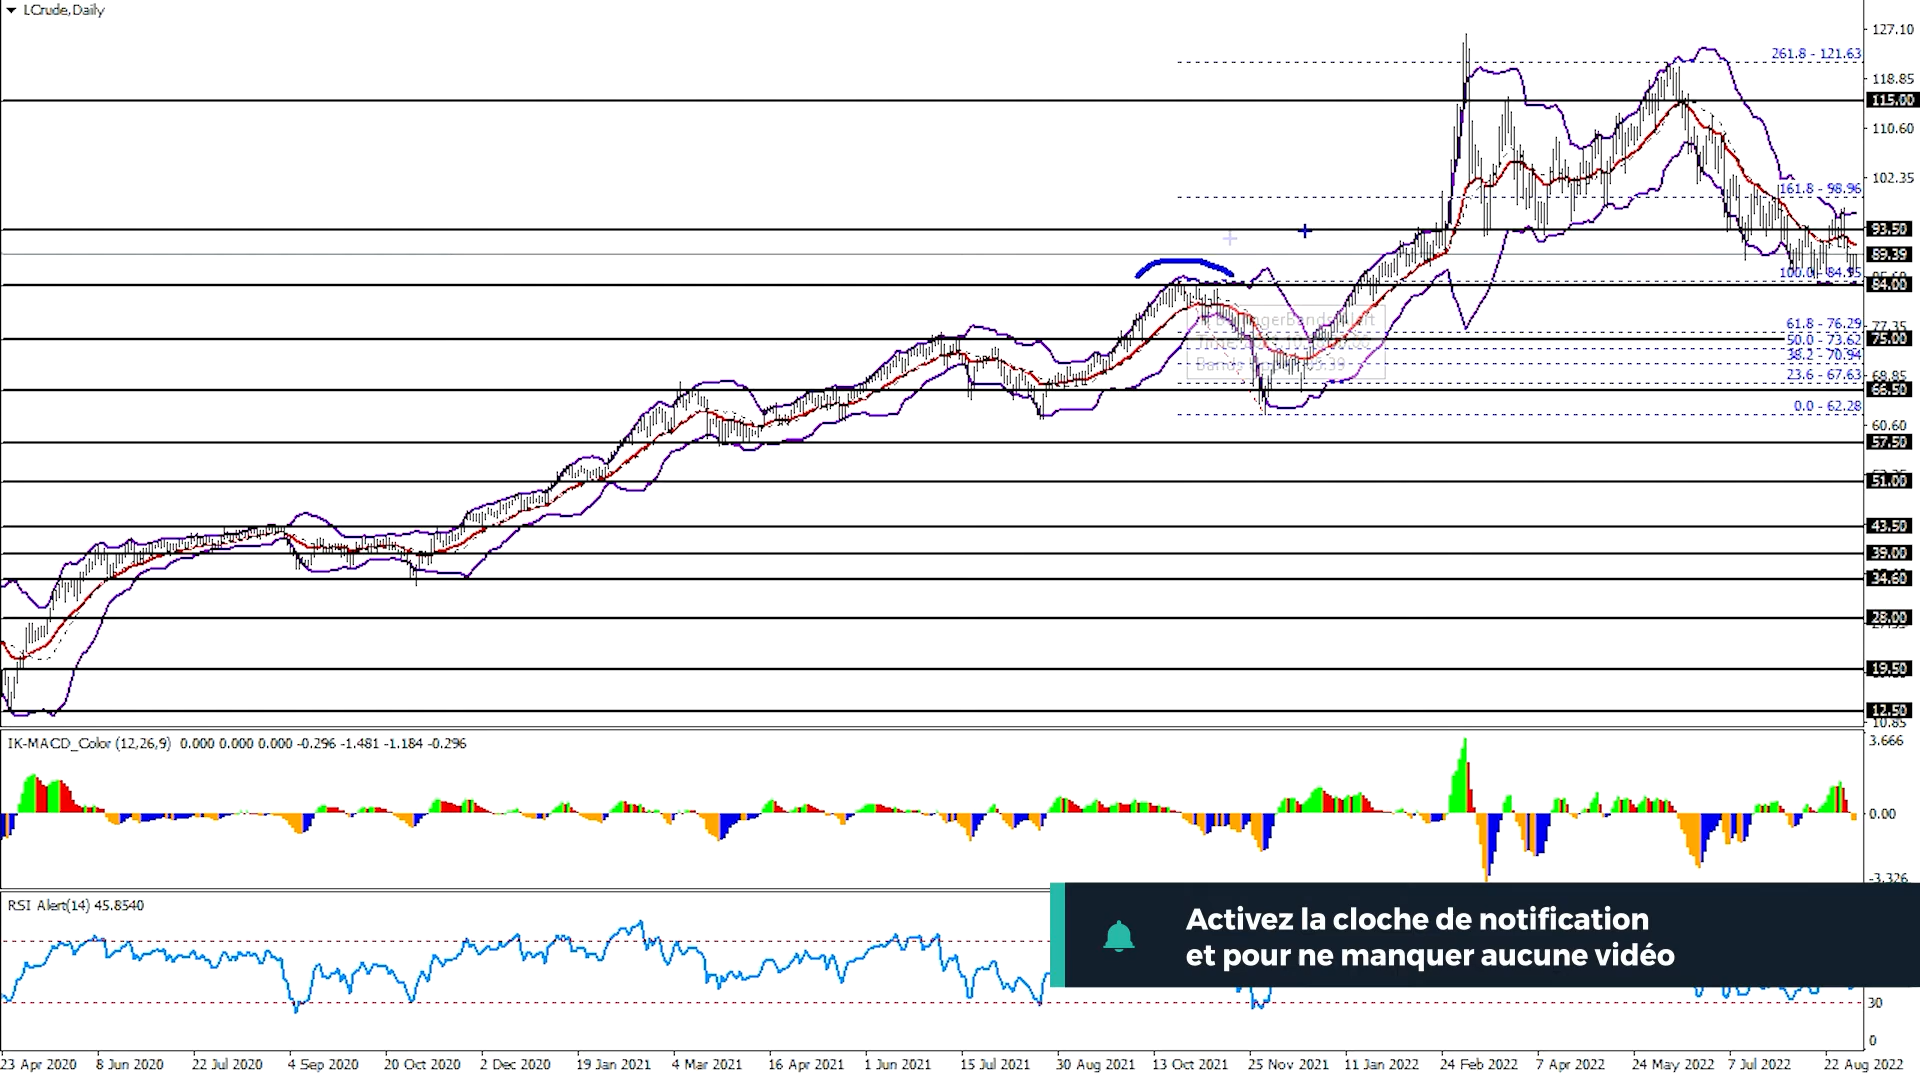 LCrude,Daily
127.10
261.8 - 121.63
118.85
115.00
110.60
102.35
161.8 - 98.96
93.50
89.39
100.0 - 84.95
84.00
61.8 - 76.29
77.35
75.00
50.0 - 73.62
38.2 - 70.94
23.6 - 67.63
68.85
66.50
0.0 - 62.28
60.60
57.50
51.00
43.50
39.00
34.60
28.00
19.50
12.50
10.85
IK-MACD_Color (12,26,9) 0.000 0.000 0.000 -0.296 -1.481 -1.184 -0.296
3.666
0.00
-3.326
RSI Alert(14) 45.8540
Activez la cloche de notification
et pour ne manquer aucune vidéo
30
0
23 Apr 2020 8 Jun 2020 22 Jul 2020 4 Sep 2020 20 Oct 2020 2 Dec 2020 19 Jan 2021 4 Mar 2021 16 Apr 2021 1 Jun 2021 15 Jul 2021 30 Aug 2021 13 Oct 2021 25 Nov 2021 11 Jan 2022 24 Feb 2022 7 Apr 2022 24 May 2022 7 Jul 2022 22 Aug 2022